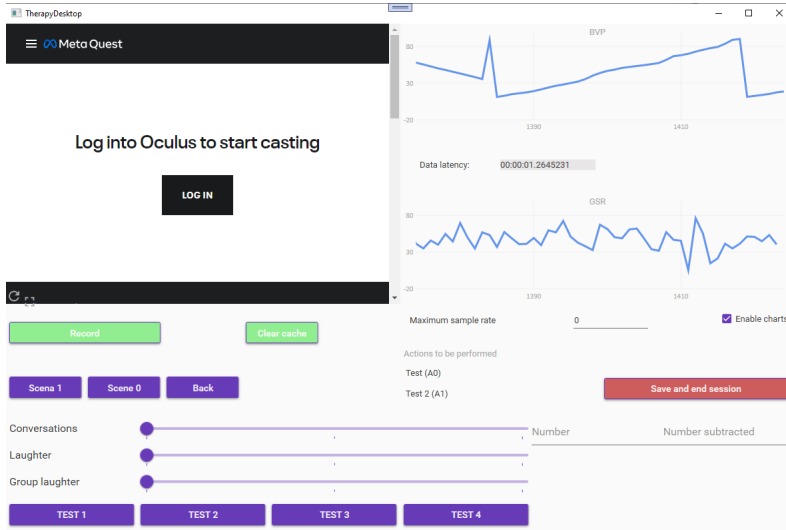 TherapyDesktop
Meta Quest
Log into Oculus to start casting
LOG IN
BVP
80
30
-20
1390
1410
Data latency:
00:00:01.2645231
GSR
80
30
-20
1390
1410
Record
Clear cache
Maximum sample rate
0
Enable charts
Actions to be performed
Test (A0)
Test 2 (A1)
Scena 1
Scene 0
Back
Save and end session
Conversations
Laughter
Group laughter
Number
Number subtracted
TEST 1
TEST 2
TEST 3
TEST 4